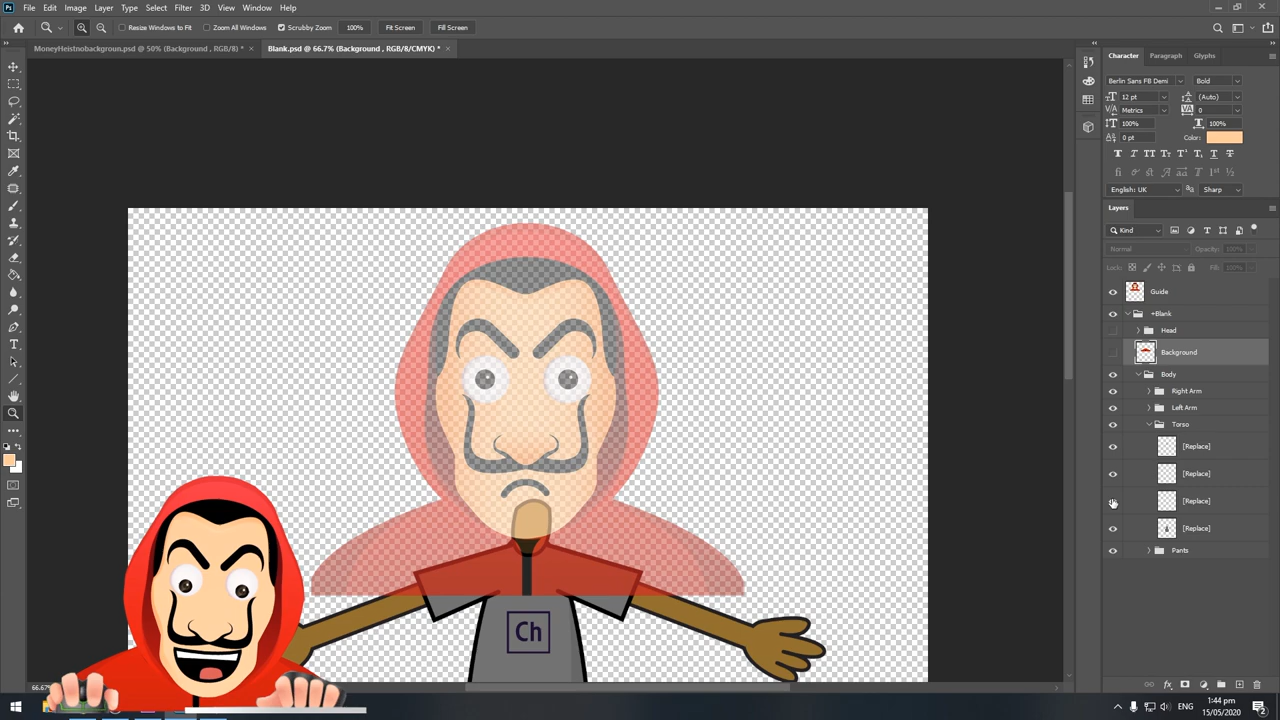 Ps File Edit Image Layer Type Select Filter 3D View Window Help
Resize Windows to Fit Zoom All Windows Scrubby Zoom 100% Fit Screen Fill Screen
MoneyHeistnobackgroun.psd @ 50% (Background , RGB/8) * × Blank.psd @ 66.7% (Background , RGB/8/CMYK) * ×
Character Paragraph Glyphs
Berlin Sans FB Demi Bold
12 pt (Auto)
Metrics 0
100% 100%
0 pt Color:
English: UK Sharp
Layers
Kind
Normal Opacity: 100%
Lock: Fill: 100%
Guide
+Blank
Head
Background
Body
Right Arm
Left Arm
Torso
[Replace]
[Replace]
[Replace]
[Replace]
Pants
Ch
66.67%
1:44 pm
15/05/2020